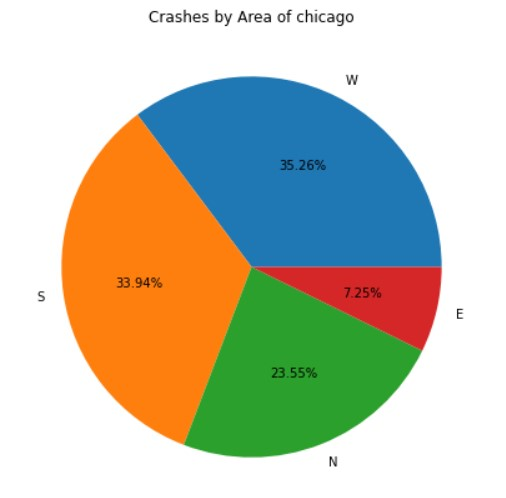 Crashes by Area of chicago
W
35.26%
S
33.94%
7.25%
E
23.55%
N